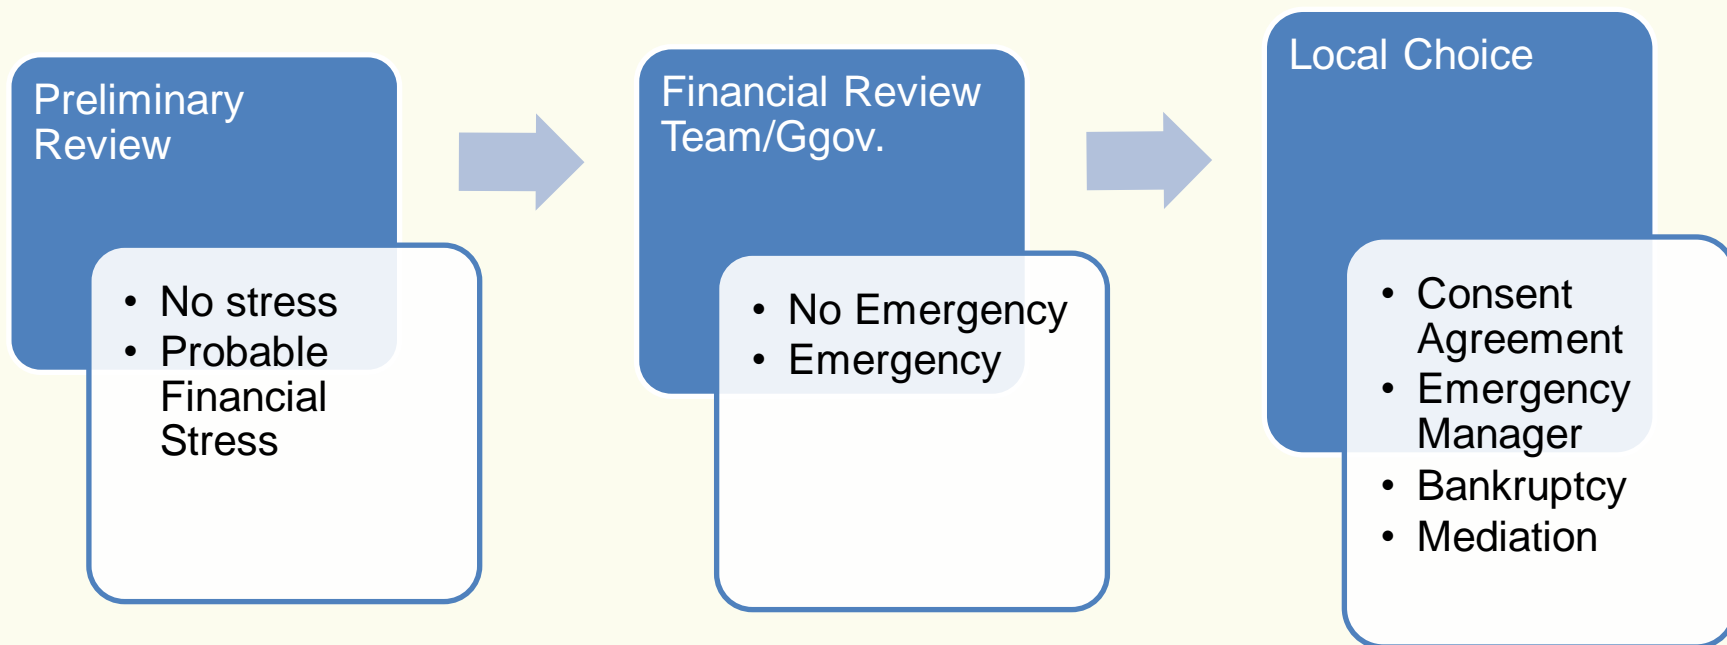 Preliminary
Review
• No stress
• Probable
Financial
Stress
Financial Review
Team/Ggov.
• No Emergency
• Emergency
Local Choice
• Consent
Agreement
• Emergency
Manager
• Bankruptcy
• Mediation